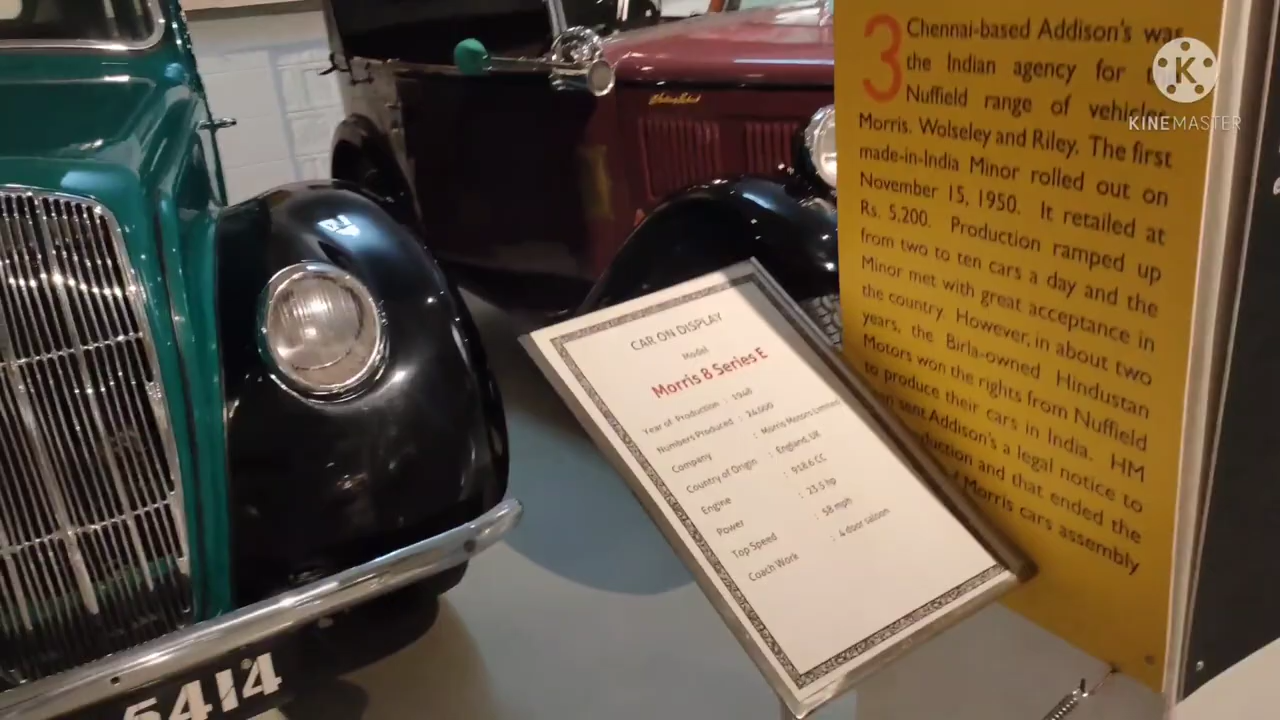 3
Chennai-based Addison's was
the Indian agency for
Nuffield range of vehicles
Morris, Wolseley and Riley. The first
made-in-India Minor rolled out on
November 15, 1950. It retailed at
Rs. 5,200. Production ramped up
from two to ten cars a day and the
Minor met with great acceptance in
the country. However, in about two
years, the Birla-owned Hindustan
Motors won the rights from Nuffield
to produce their cars in India. HM
sent Addison's a legal notice to
and that ended the
Morris cars assembly
K
KINEMASTER
CAR ON DISPLAY
Model
Morris 8 Series E
Year of Production : 1948
Numbers Produced : 24,000
Company : Morris Motors Limited
Country of Origin : England, UK
Engine : 918.6 CC
Power : 23.5 hp
Top Speed : 58 mph
Coach Work : 4 door saloon
5414